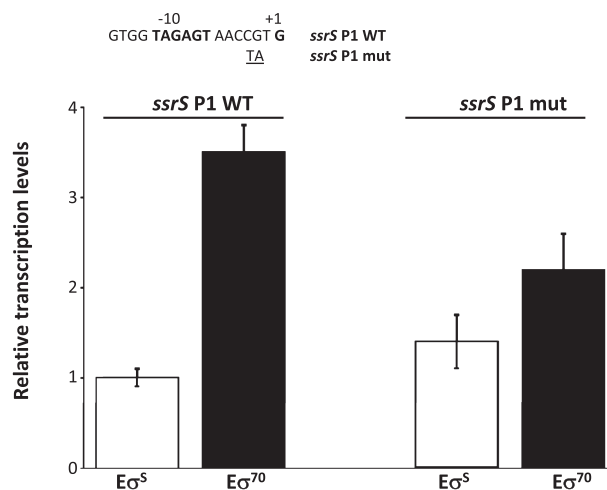 -10 +1
GTGG TAGAGT AACCGT G ssrS P1 WT
TA ssrS P1 mut
ssrS P1 WT ssrS P1 mut
Relative transcription levels
4
3
2
1
0
Eσˢ Eσ⁷⁰ Eσˢ Eσ⁷⁰